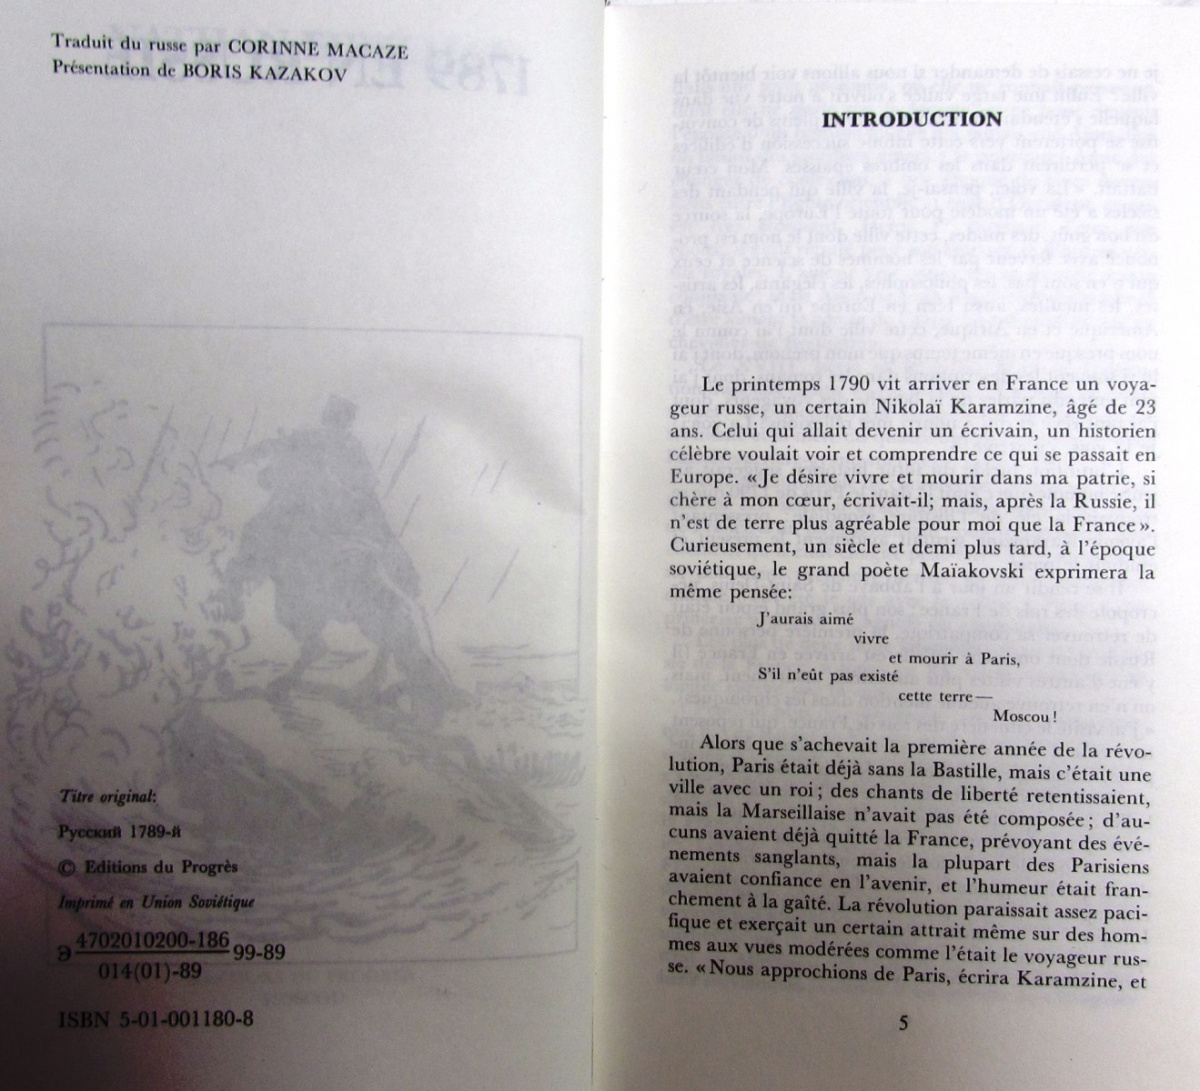 Traduit du russe par CORINNE MACAZE
Présentation de BORIS KAZAKOV
Titre original:
Русский 1789-й
© Editions du Progrès
Imprimé en Union Soviétique
Э 4702010200-186 99-89
014(01)-89
ISBN 5-01-001180-8
INTRODUCTION
Le printemps 1790 vit arriver en France un voya-
geur russe, un certain Nikolaï Karamzine, âgé de 23
ans. Celui qui allait devenir un écrivain, un historien
célèbre voulait voir et comprendre ce qui se passait en
Europe. «Je désire vivre et mourir dans ma patrie, si
chère à mon cœur, écrivait-il; mais, après la Russie, il
n'est de terre plus agréable pour moi que la France».
Curieusement, un siècle et demi plus tard, à l'époque
soviétique, le grand poète Maïakovski exprimera la
même pensée:
J'aurais aimé
vivre
et mourir à Paris,
S'il n'eût pas existé
cette terre—
Moscou!
Alors que s'achevait la première année de la révo-
lution, Paris était déjà sans la Bastille, mais c'était une
ville avec un roi; des chants de liberté retentissaient,
mais la Marseillaise n'avait pas été composée; d'au-
cuns avaient déjà quitté la France, prévoyant des évé-
nements sanglants, mais la plupart des Parisiens
avaient confiance en l'avenir, et l'humeur était fran-
chement à la gaîté. La révolution paraissait assez paci-
fique et exerçait un certain attrait même sur des hom-
mes aux vues modérées comme l'était le voyageur rus-
se. «Nous approchions de Paris, écrira Karamzine, et
5